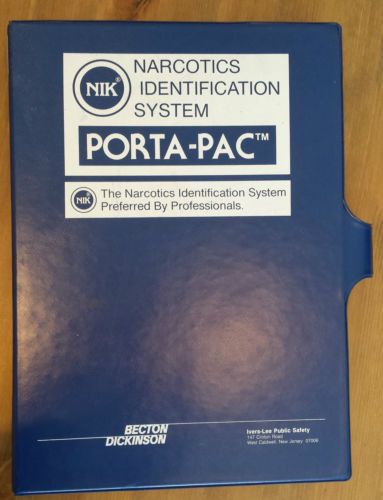 NIK®
NARCOTICS
IDENTIFICATION
SYSTEM
PORTA-PAC™
NIK
The Narcotics Identification System
Preferred By Professionals.
BECTON
DICKINSON
Ivers-Lee Public Safety
147 Clinton Road
West Caldwell, New Jersey 07006